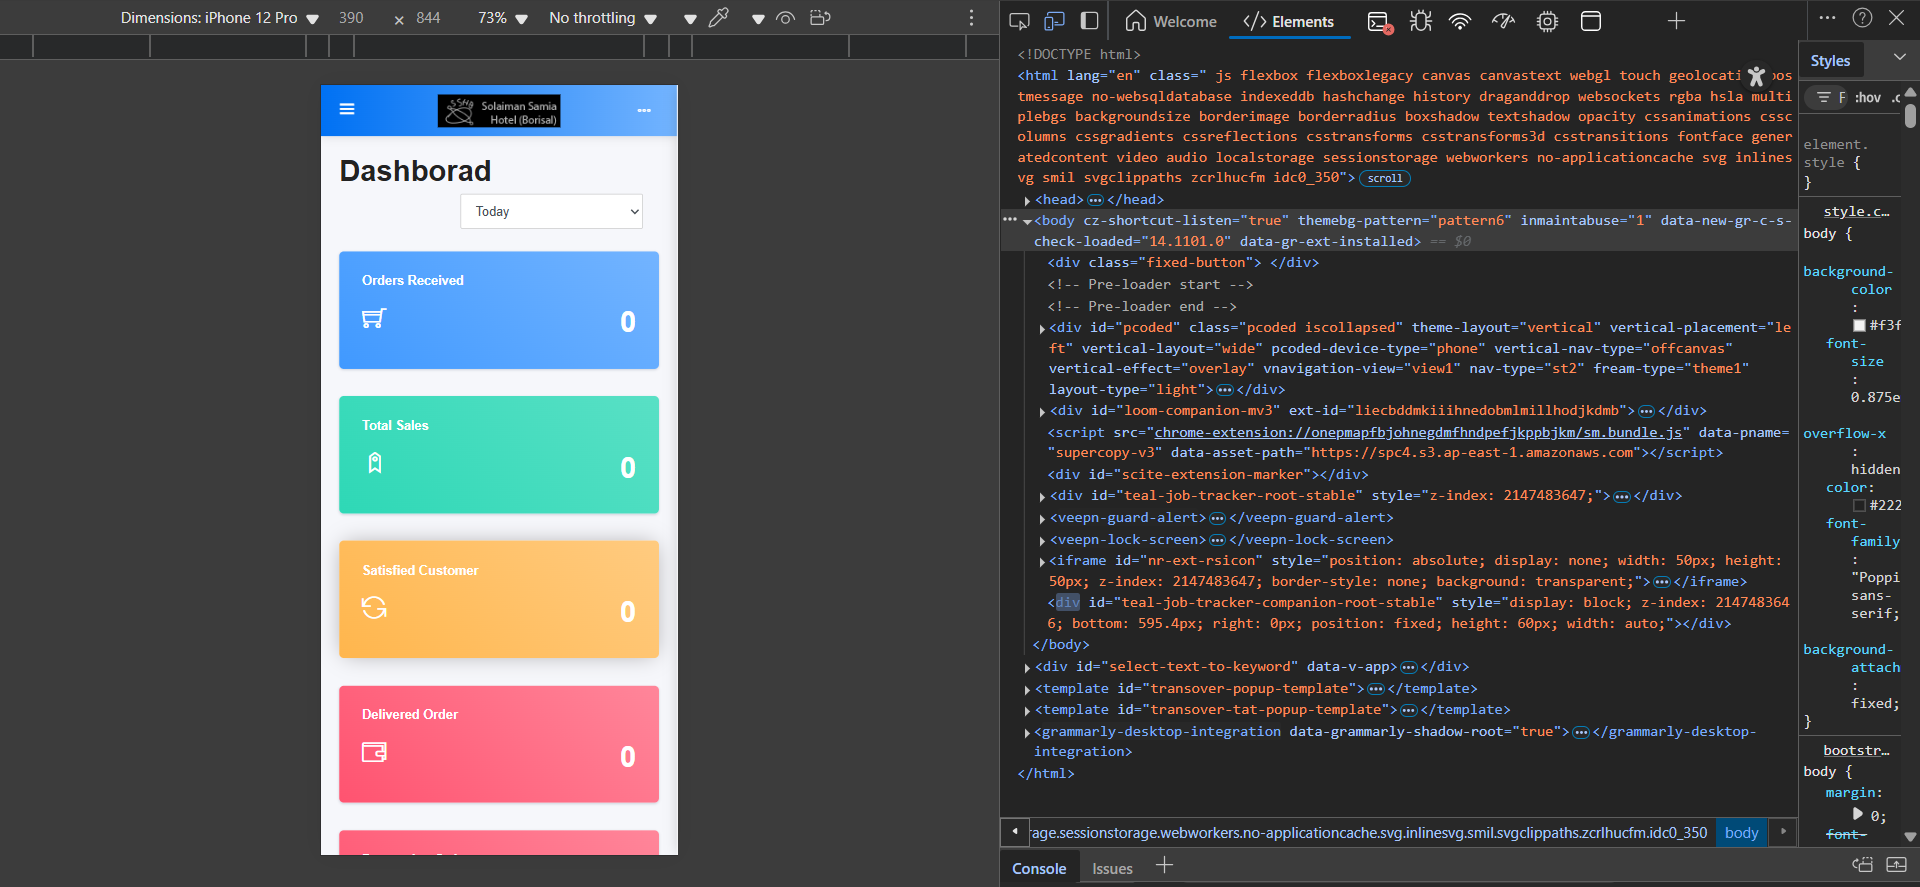 Dimensions: iPhone 12 Pro 390 × 844 73% No throttling
Solaiman Samia
Hotel (Borisal)
Dashborad
Today
Orders Received
0
Total Sales
0
Satisfied Customer
0
Delivered Order
0
Welcome
</> Elements
<!DOCTYPE html>
<html lang="en" class=" js flexbox flexboxlegacy canvas canvastext webgl touch geolocati os
tmessage no-websqldatabase indexeddb hashchange history draganddrop websockets rgba hsla multi
plebgs backgroundsize borderimage borderradius boxshadow textshadow opacity cssanimations cssc
olumns cssgradients cssreflections csstransforms csstransforms3d csstransitions fontface gener
atedcontent video audio localstorage sessionstorage webworkers no-applicationcache svg inlines
vg smil svgclippaths zcrlhucfm idc0_350"> scroll
<head> ••• </head>
••• <body cz-shortcut-listen="true" themebg-pattern="pattern6" inmaintabuse="1" data-new-gr-c-s-
check-loaded="14.1101.0" data-gr-ext-installed> == $0
<div class="fixed-button"> </div>
<!-- Pre-loader start -->
<!-- Pre-loader end -->
<div id="pcoded" class="pcoded iscollapsed" theme-layout="vertical" vertical-placement="le
ft" vertical-layout="wide" pcoded-device-type="phone" vertical-nav-type="offcanvas"
vertical-effect="overlay" vnavigation-view="view1" nav-type="st2" fream-type="theme1"
layout-type="light"> ••• </div>
<div id="loom-companion-mv3" ext-id="liecbddmkiiihnedobmlmillhodjkdmb"> ••• </div>
<script src="chrome-extension://onepmapfbjohnegdmfhndpefjkppbjkm/sm.bundle.js" data-pname=
"supercopy-v3" data-asset-path="https://spc4.s3.ap-east-1.amazonaws.com"></script>
<div id="scite-extension-marker"></div>
<div id="teal-job-tracker-root-stable" style="z-index: 2147483647;"> ••• </div>
<veepn-guard-alert> ••• </veepn-guard-alert>
<veepn-lock-screen> ••• </veepn-lock-screen>
<iframe id="nr-ext-rsicon" style="position: absolute; display: none; width: 50px; height:
50px; z-index: 2147483647; border-style: none; background: transparent;"> ••• </iframe>
<div id="teal-job-tracker-companion-root-stable" style="display: block; z-index: 214748364
6; bottom: 595.4px; right: 0px; position: fixed; height: 60px; width: auto;"></div>
</body>
<div id="select-text-to-keyword" data-v-app> ••• </div>
<template id="transover-popup-template"> ••• </template>
<template id="transover-tat-popup-template"> ••• </template>
<grammarly-desktop-integration data-grammarly-shadow-root="true"> ••• </grammarly-desktop-
integration>
</html>
rage.sessionstorage.webworkers.no-applicationcache.svg.inlinesvg.smil.svgclippaths.zcrlhucfm.idc0_350 body
Console Issues
Styles
F :hov .c
element.
style {
}
style.c…
body {
background-
color
:
#f3f
font-
size
:
0.875e
overflow-x
:
hidden
color:
#222
font-
family
:
"Poppi
sans-
serif;
background-
attach
:
fixed;
}
bootstr…
body {
margin:
0;
font-